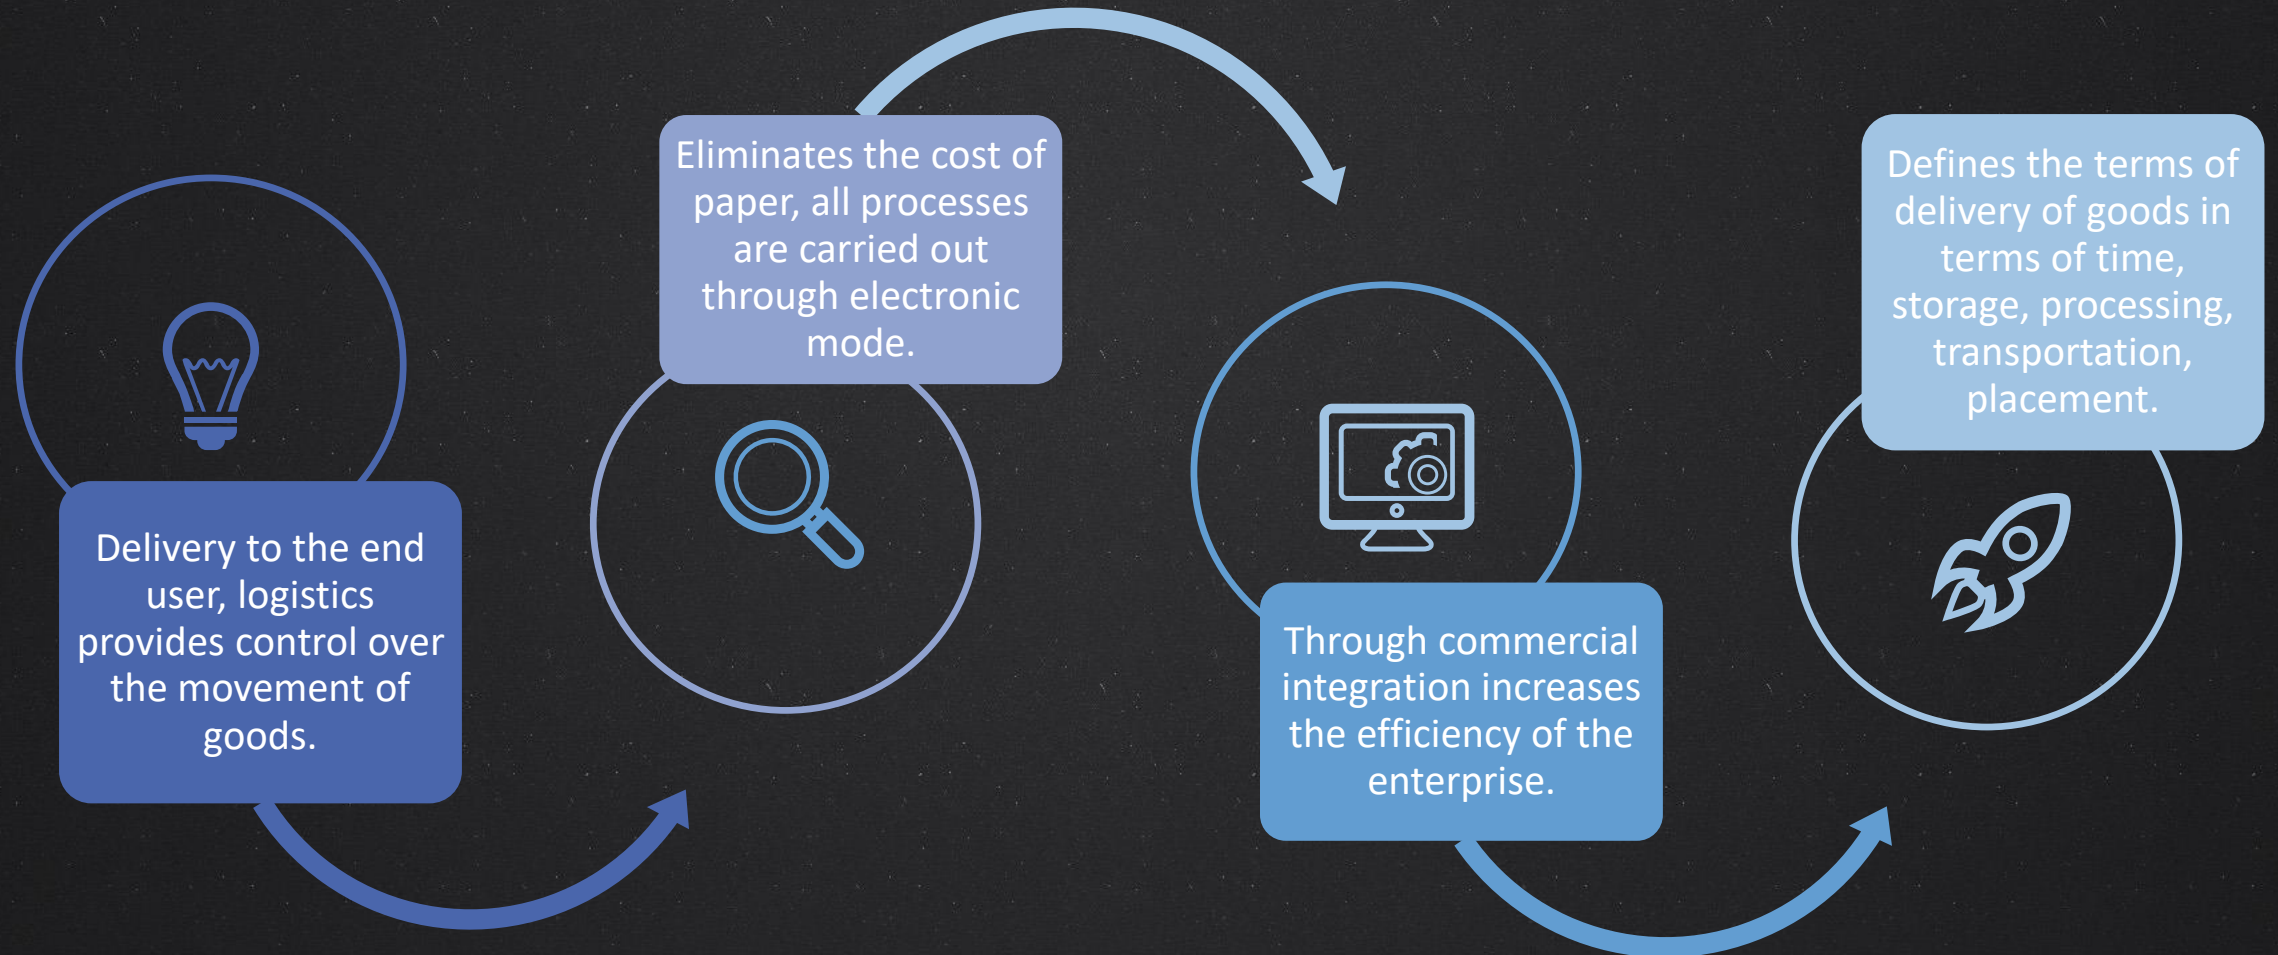 Delivery to the end
user, logistics
provides control over
the movement of
goods.
Eliminates the cost of
paper, all processes
are carried out
through electronic
mode.
Through commercial
integration increases
the efficiency of the
enterprise.
Defines the terms of
delivery of goods in
terms of time,
storage, processing,
transportation,
placement.